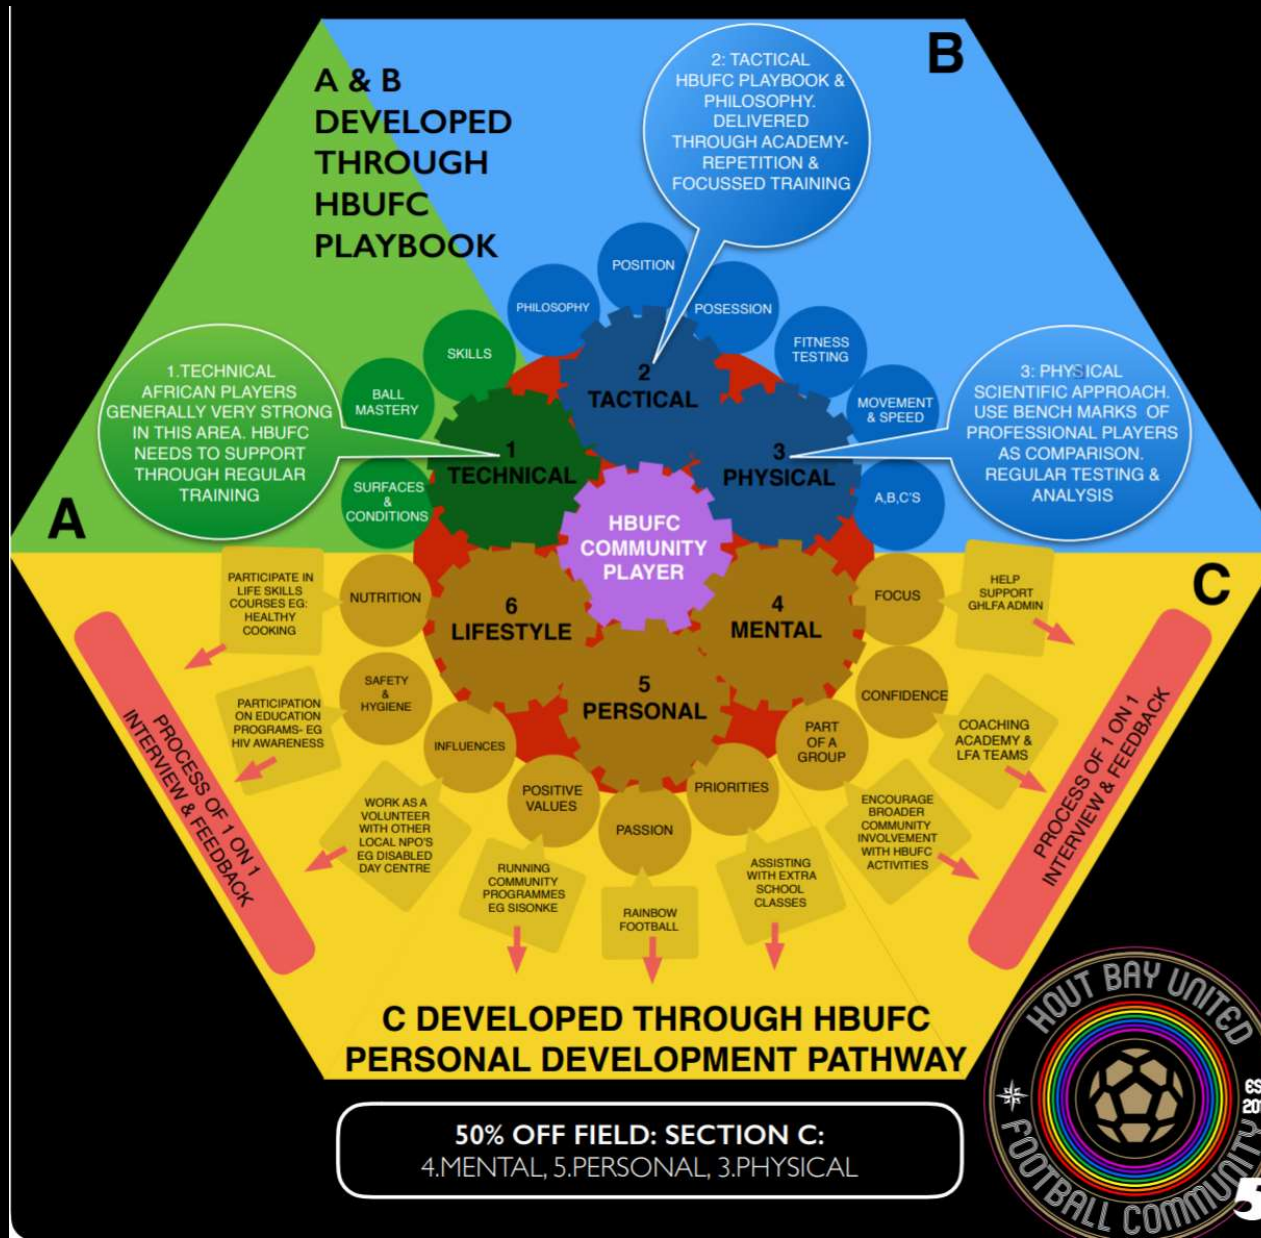 A & B
DEVELOPED
THROUGH
HBUFC
PLAYBOOK
B
2: TACTICAL
HBUFC PLAYBOOK &
PHILOSOPHY.
DELIVERED
THROUGH ACADEMY-
REPETITION &
FOCUSSED TRAINING
1.TECHNICAL
AFRICAN PLAYERS
GENERALLY VERY STRONG
IN THIS AREA. HBUFC
NEEDS TO SUPPORT
THROUGH REGULAR
TRAINING
A
SURFACES
&
CONDITIONS
BALL
MASTERY
SKILLS
PHILOSOPHY
POSITION
POSESSION
FITNESS
TESTING
MOVEMENT
& SPEED
A,B,C'S
3: PHYSICAL
SCIENTIFIC APPROACH.
USE BENCH MARKS OF
PROFESSIONAL PLAYERS
AS COMPARISON.
REGULAR TESTING &
ANALYSIS
1
TECHNICAL
2
TACTICAL
3
PHYSICAL
HBUFC
COMMUNITY
PLAYER
6
LIFESTYLE
5
PERSONAL
4
MENTAL
C
NUTRITION
SAFETY
&
HYGIENE
INFLUENCES
POSITIVE
VALUES
PASSION
PRIORITIES
PART
OF A
GROUP
CONFIDENCE
FOCUS
PARTICIPATE IN
LIFE SKILLS
COURSES EG:
HEALTHY
COOKING
PARTICIPATION
ON EDUCATION
PROGRAMS- EG
HIV AWARENESS
WORK AS A
VOLUNTEER
WITH OTHER
LOCAL NPO'S
EG DISABLED
DAY CENTRE
RUNNING
COMMUNITY
PROGRAMMES
EG SISONKE
RAINBOW
FOOTBALL
ASSISTING
WITH EXTRA
SCHOOL
CLASSES
ENCOURAGE
BROADER
COMMUNITY
INVOLVEMENT
WITH HBUFC
ACTIVITIES
COACHING
ACADEMY &
LFA TEAMS
HELP
SUPPORT
GHLFA ADMIN
PROCESS OF 1 ON 1
INTERVIEW & FEEDBACK
PROCESS OF 1 ON 1
INTERVIEW & FEEDBACK
C DEVELOPED THROUGH HBUFC
PERSONAL DEVELOPMENT PATHWAY
50% OFF FIELD: SECTION C:
4.MENTAL, 5.PERSONAL, 3.PHYSICAL
HOUT BAY UNITED
FOOTBALL COMMUNITY